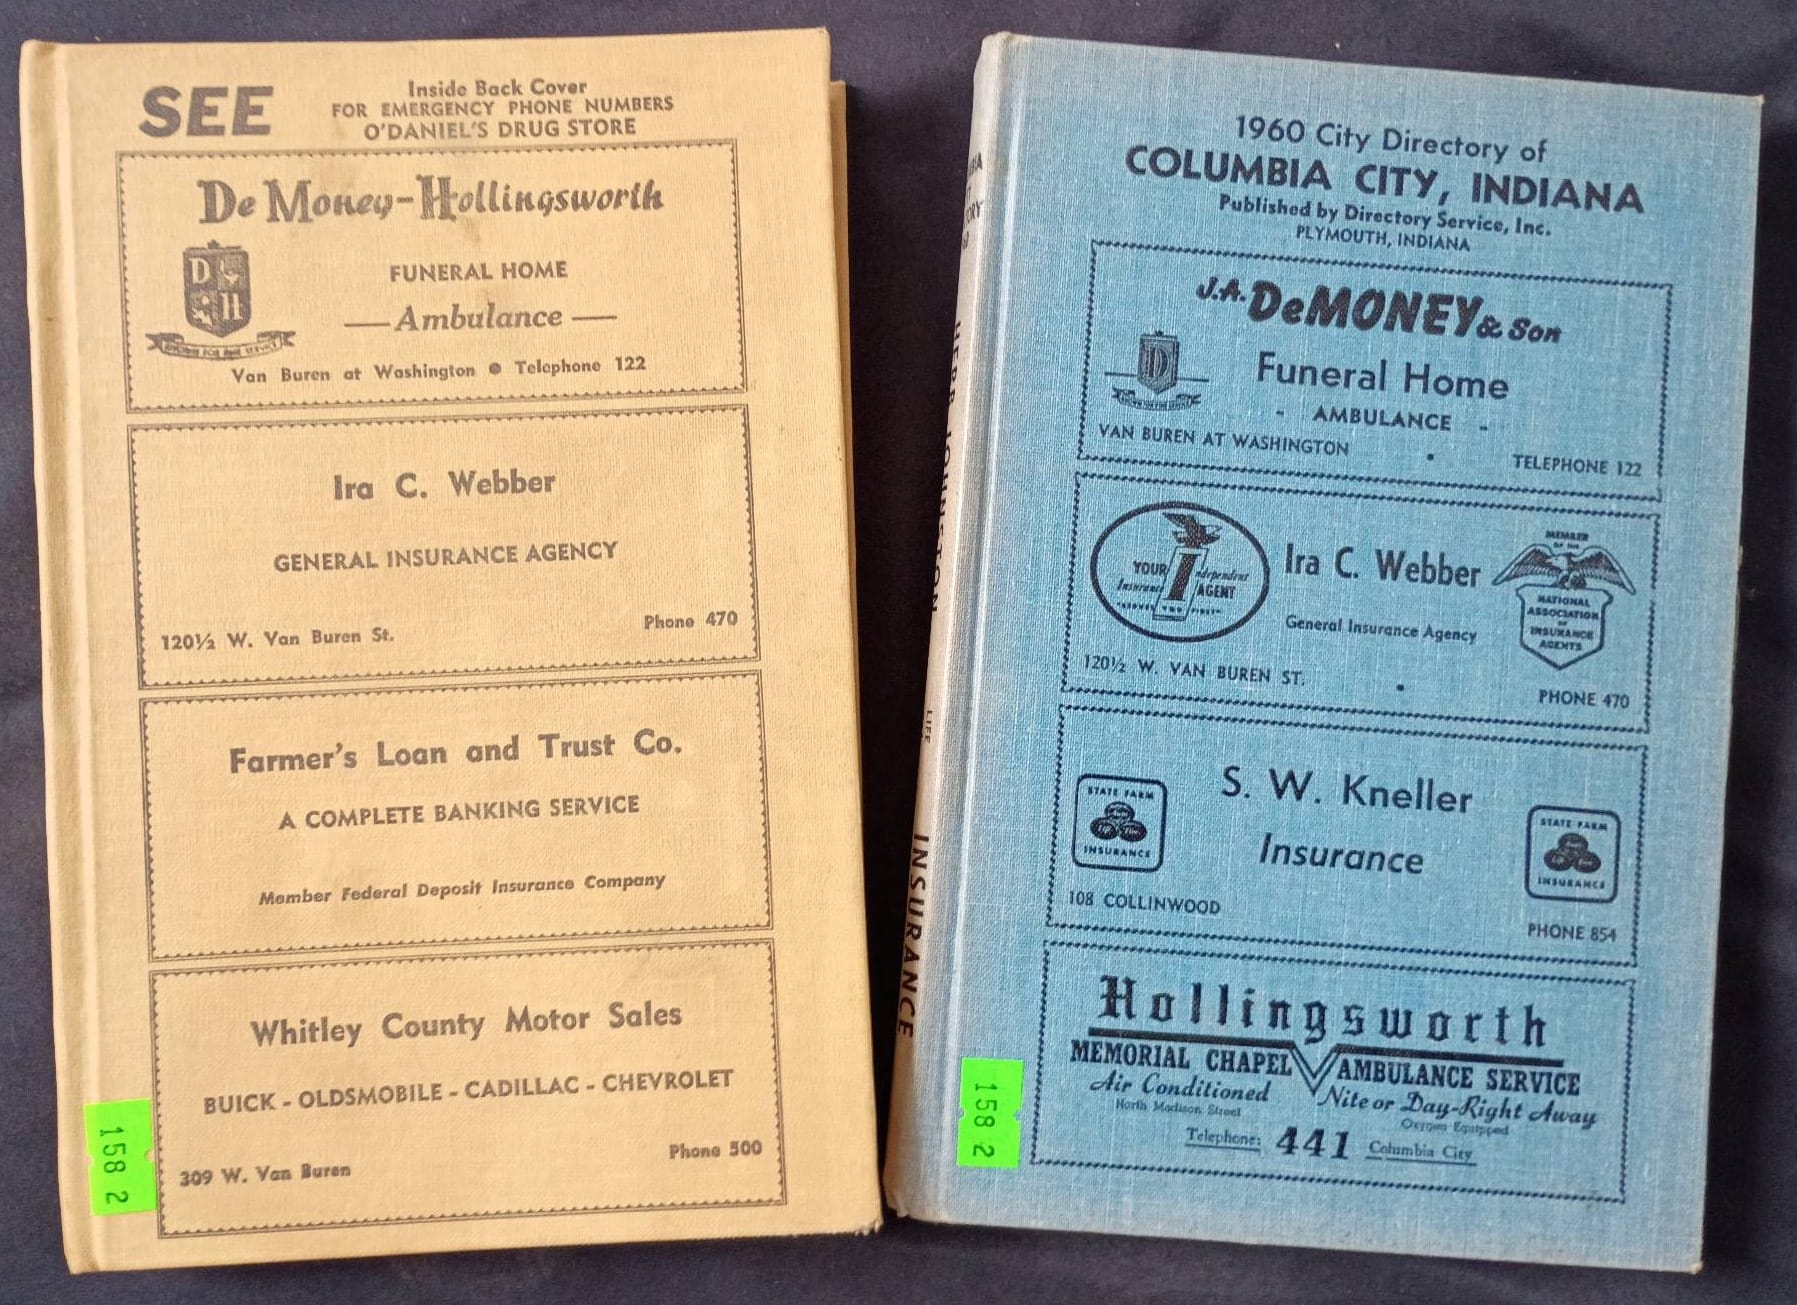 SEE
Inside Back Cover
FOR EMERGENCY PHONE NUMBERS
O'DANIEL'S DRUG STORE
De Money-Hollingsworth
D
H
FUNERAL HOME
Ambulance
Van Buren at Washington Telephone 122
Ira C. Webber
GENERAL INSURANCE AGENCY
120½ W. Van Buren St.
Phone 470
Farmer's Loan and Trust Co.
A COMPLETE BANKING SERVICE
Member Federal Deposit Insurance Company
Whitley County Motor Sales
BUICK - OLDSMOBILE - CADILLAC - CHEVROLET
309 W. Van Buren
Phone 500
158 2
INSURANCE
158 2
1960 City Directory of
COLUMBIA CITY, INDIANA
Published by Directory Service, Inc.
PLYMOUTH, INDIANA
J.A. DeMONEY & Son
D
Funeral Home
- AMBULANCE -
VAN BUREN AT WASHINGTON • TELEPHONE 122
YOUR Independent
Insurance AGENT
"SERVES YOU FIRST"
Ira C. Webber
General Insurance Agency
MEMBER
OF THE
NATIONAL
ASSOCIATION
OF
INSURANCE
AGENTS
120½ W. VAN BUREN ST. • PHONE 470
STATE FARM
INSURANCE
S. W. Kneller
Insurance
STATE FARM
INSURANCE
108 COLLINWOOD
PHONE 854
Hollingsworth
MEMORIAL CHAPEL AMBULANCE SERVICE
Air Conditioned
North Madison Street
Nite or Day-Right Away
Oxygen Equipped
Telephone: 441 Columbia City